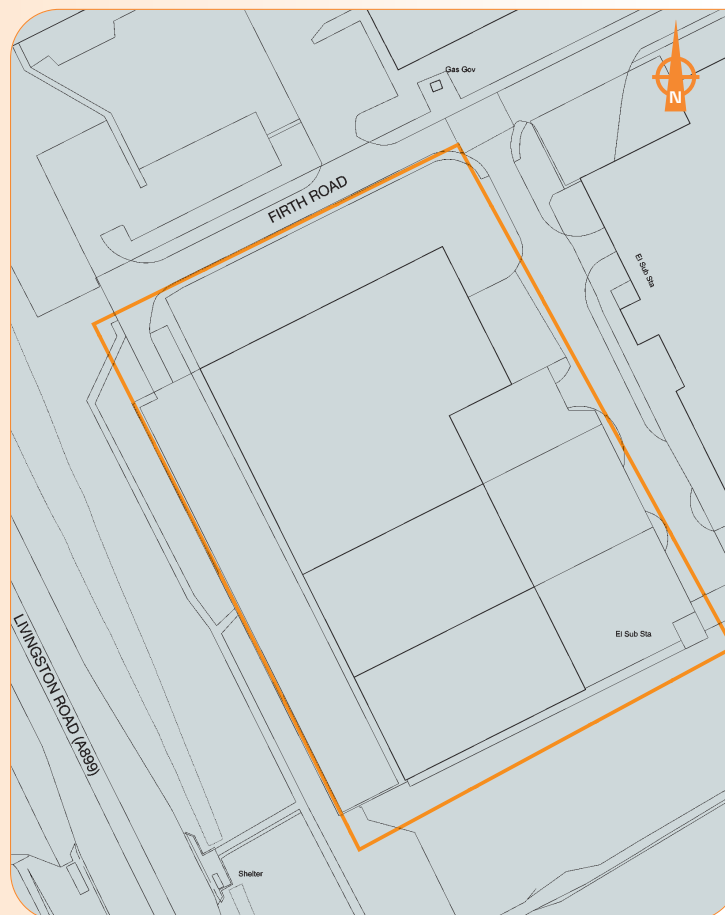 Gas Gov
N
FIRTH ROAD
El Sub Sta
El Sub Sta
LIVINGSTON ROAD (A899)
Shelter